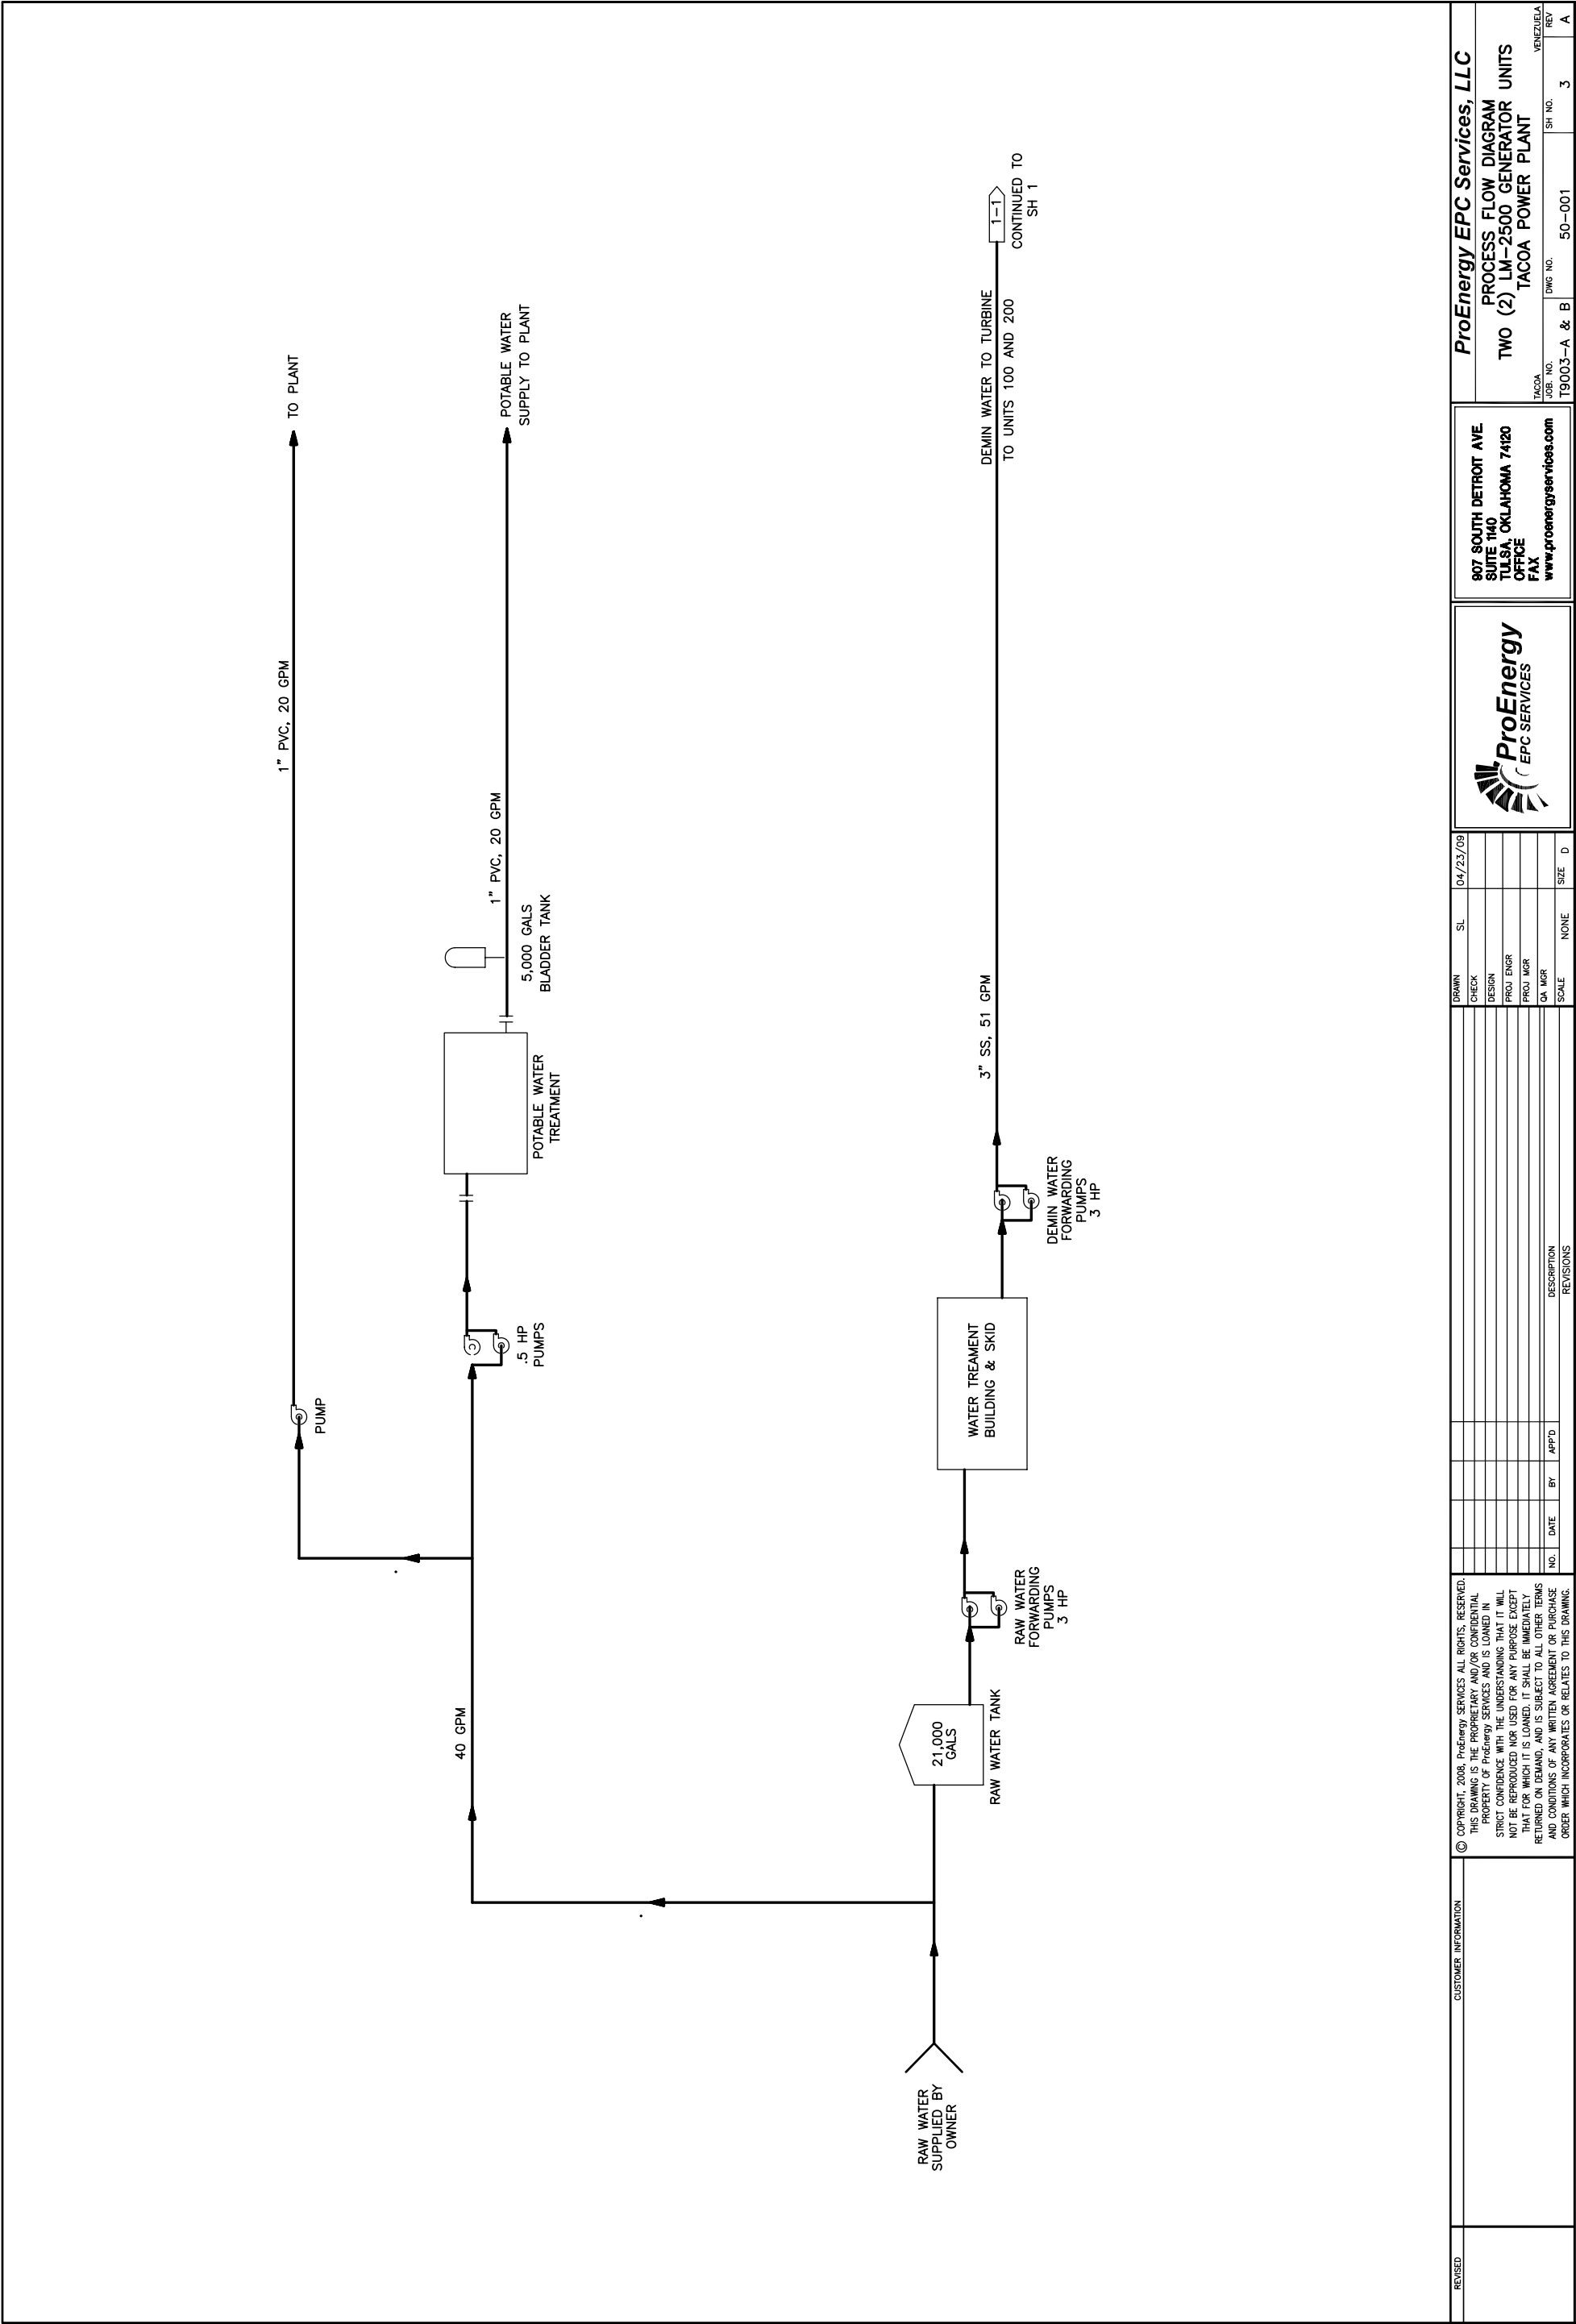 1" PVC, 20 GPM
TO PLANT
PUMP
40 GPM
.5 HP
PUMPS
POTABLE WATER
TREATMENT
5,000 GALS
BLADDER TANK
1" PVC, 20 GPM
POTABLE WATER
SUPPLY TO PLANT
RAW WATER
SUPPLIED BY
OWNER
21,000
GALS
RAW WATER TANK
RAW WATER
FORWARDING
PUMPS
3 HP
WATER TREAMENT
BUILDING & SKID
DEMIN WATER
FORWARDING
PUMPS
3 HP
3" SS, 51 GPM
DEMIN WATER TO TURBINE
TO UNITS 100 AND 200
1-1
CONTINUED TO
SH 1
REVISED
CUSTOMER INFORMATION
© COPYRIGHT, 2008, ProEnergy SERVICES ALL RIGHTS, RESERVED.
THIS DRAWING IS THE PROPRIETARY AND/OR CONFIDENTIAL
PROPERTY OF ProEnergy SERVICES AND IS LOANED IN
STRICT CONFIDENCE WITH THE UNDERSTANDING THAT IT WILL
NOT BE REPRODUCED NOR USED FOR ANY PURPOSE EXCEPT
THAT FOR WHICH IT IS LOANED. IT SHALL BE IMMEDIATELY
RETURNED ON DEMAND, AND IS SUBJECT TO ALL OTHER TERMS
AND CONDITIONS OF ANY WRITTEN AGREEMENT OR PURCHASE
ORDER WHICH INCORPORATES OR RELATES TO THIS DRAWING.
NO. DATE BY APP'D DESCRIPTION
REVISIONS
DRAWN SL 04/23/09
CHECK
DESIGN
PROJ ENGR
PROJ MGR
QA MGR
SCALE NONE SIZE D
ProEnergy
EPC SERVICES
907 SOUTH DETROIT AVE.
SUITE 1140
TULSA, OKLAHOMA 74120
OFFICE
FAX
www.proenergyservices.com
ProEnergy EPC Services, LLC
PROCESS FLOW DIAGRAM
TWO (2) LM-2500 GENERATOR UNITS
TACOA POWER PLANT
TACOA VENEZUELA
JOB. NO. DWG NO. SH NO. REV
T9003-A & B 50-001 3 A